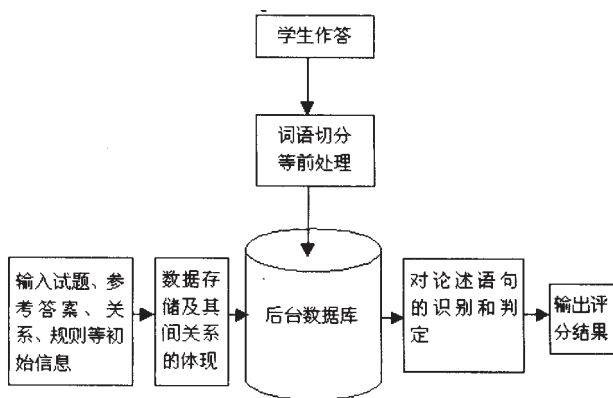 学生作答
词语切分
等前处理
输入试题、参
考答案、关
系、规则等初
始信息
数据存
储及其
间关系
的体现
后台数据库
对论述语句
的识别和判
定
输出评
分结果